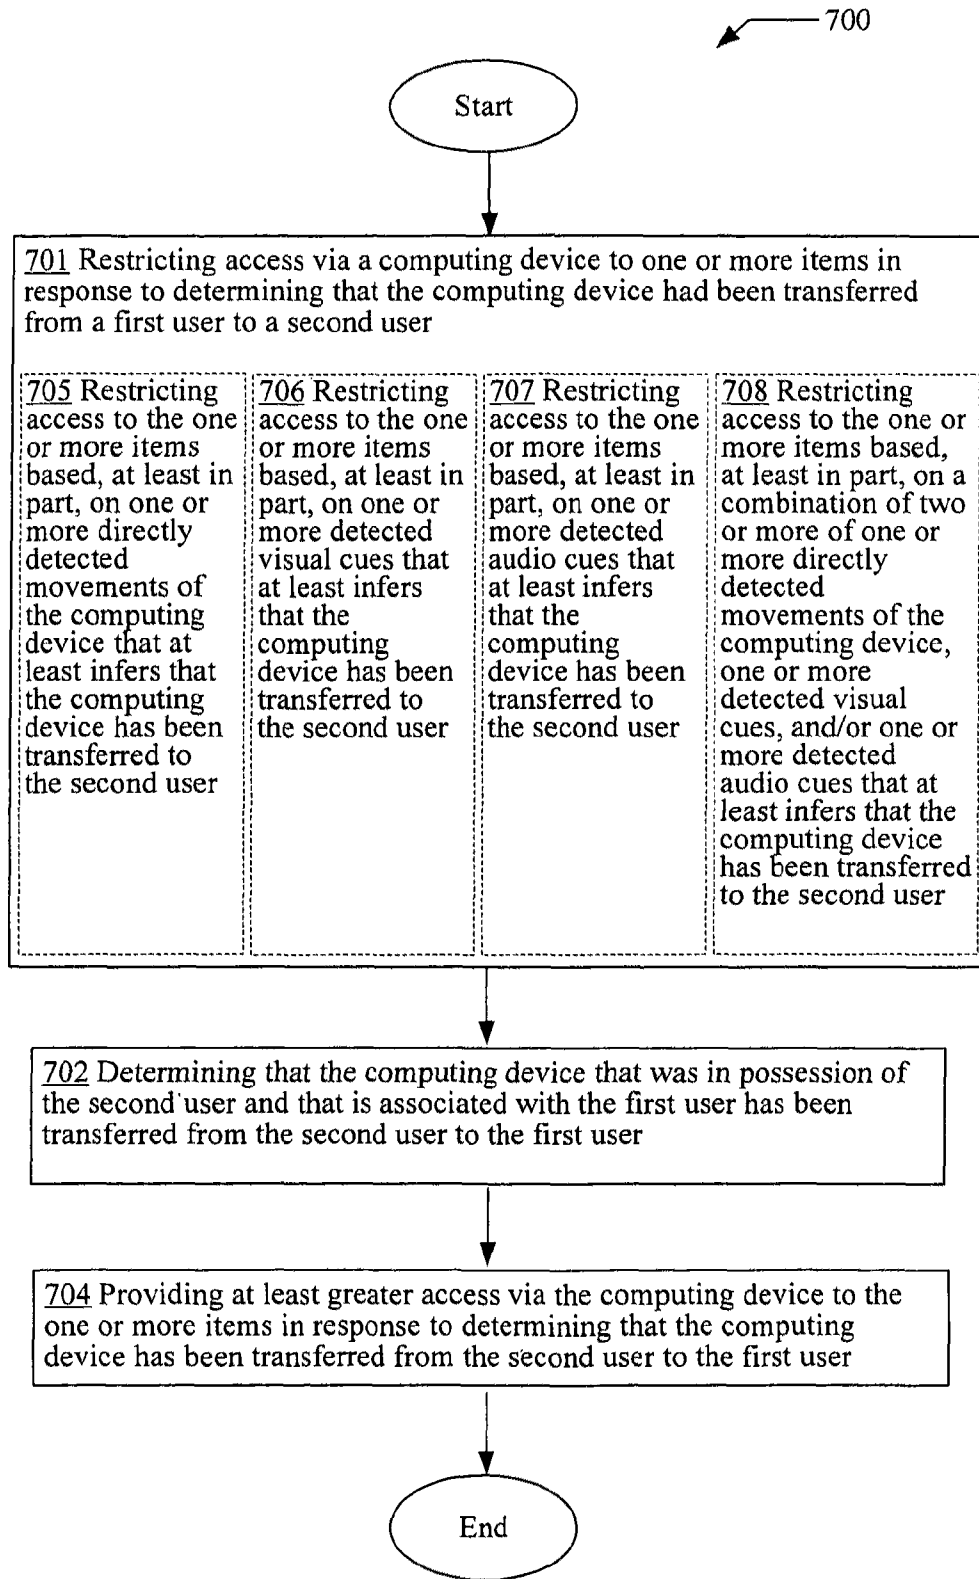 700
Start
701 Restricting access via a computing device to one or more items in
response to determining that the computing device had been transferred
from a first user to a second user
705 Restricting
access to the one
or more items
based, at least in
part, on one or
more directly
detected
movements of
the computing
device that at
least infers that
the computing
device has been
transferred to
the second user
706 Restricting
access to the one
or more items
based, at least in
part, on one or
more detected
visual cues that
at least infers
that the
computing
device has been
transferred to
the second user
707 Restricting
access to the one
or more items
based, at least in
part, on one or
more detected
audio cues that
at least infers
that the
computing
device has been
transferred to
the second user
708 Restricting
access to the one or
more items based,
at least in part, on a
combination of two
or more of one or
more directly
detected
movements of the
computing device,
one or more
detected visual
cues, and/or one or
more detected
audio cues that at
least infers that the
computing device
has been transferred
to the second user
702 Determining that the computing device that was in possession of
the second user and that is associated with the first user has been
transferred from the second user to the first user
704 Providing at least greater access via the computing device to the
one or more items in response to determining that the computing
device has been transferred from the second user to the first user
End